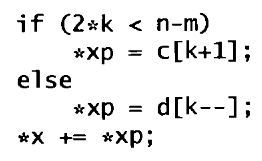 if (2*k < n-m)
    *xp = c[k+1];
else
    *xp = d[k--];
*x += *xp;